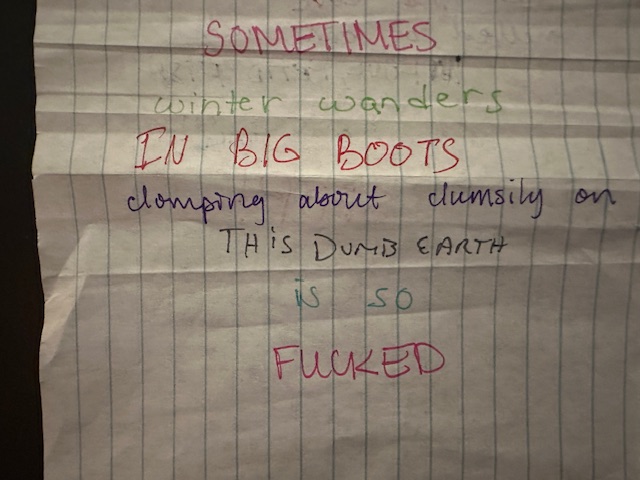 SOMETIMES
winter wanders
IN BIG BOOTS
clomping about clumsily on
THiS DUMB EARTH
is so
FUCKED